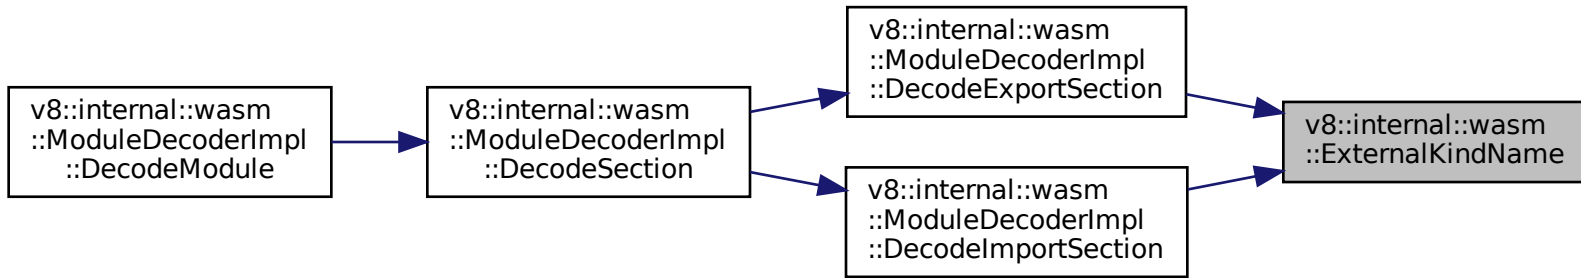 v8::internal::wasm
::ModuleDecoderImpl
::DecodeModule
v8::internal::wasm
::ModuleDecoderImpl
::DecodeSection
v8::internal::wasm
::ModuleDecoderImpl
::DecodeExportSection
v8::internal::wasm
::ModuleDecoderImpl
::DecodeImportSection
v8::internal::wasm
::ExternalKindName